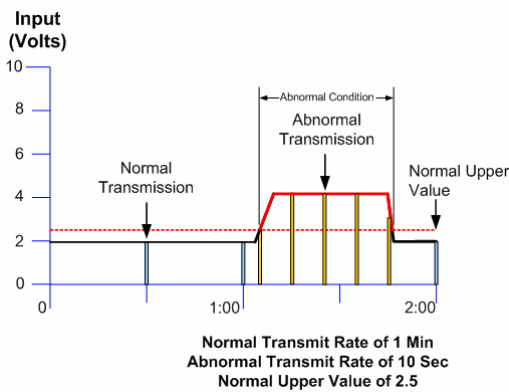 Input
(Volts)
10
8
6
4
2
0
Abnormal Condition
Abnormal
Transmission
Normal
Transmission
Normal Upper
Value
0
1:00
2:00
Normal Transmit Rate of 1 Min
Abnormal Transmit Rate of 10 Sec
Normal Upper Value of 2.5